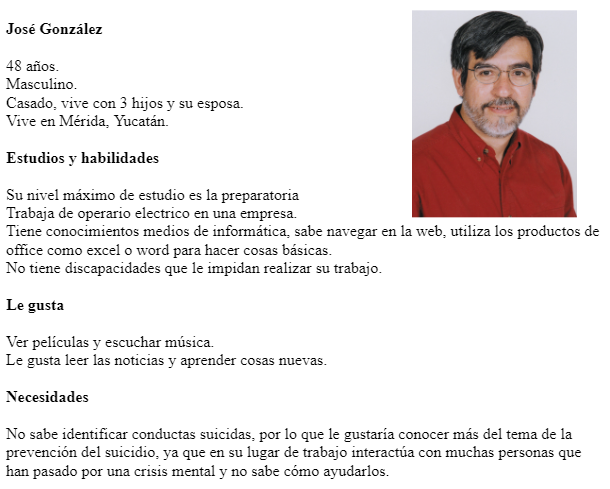 José González
48 años.
Masculino.
Casado, vive con 3 hijos y su esposa.
Vive en Mérida, Yucatán.
Estudios y habilidades
Su nivel máximo de estudio es la preparatoria
Trabaja de operario electrico en una empresa.
Tiene conocimientos medios de informática, sabe navegar en la web, utiliza los productos de
office como excel o word para hacer cosas básicas.
No tiene discapacidades que le impidan realizar su trabajo.
Le gusta
Ver películas y escuchar música.
Le gusta leer las noticias y aprender cosas nuevas.
Necesidades
No sabe identificar conductas suicidas, por lo que le gustaría conocer más del tema de la
prevención del suicidio, ya que en su lugar de trabajo interactúa con muchas personas que
han pasado por una crisis mental y no sabe cómo ayudarlos.